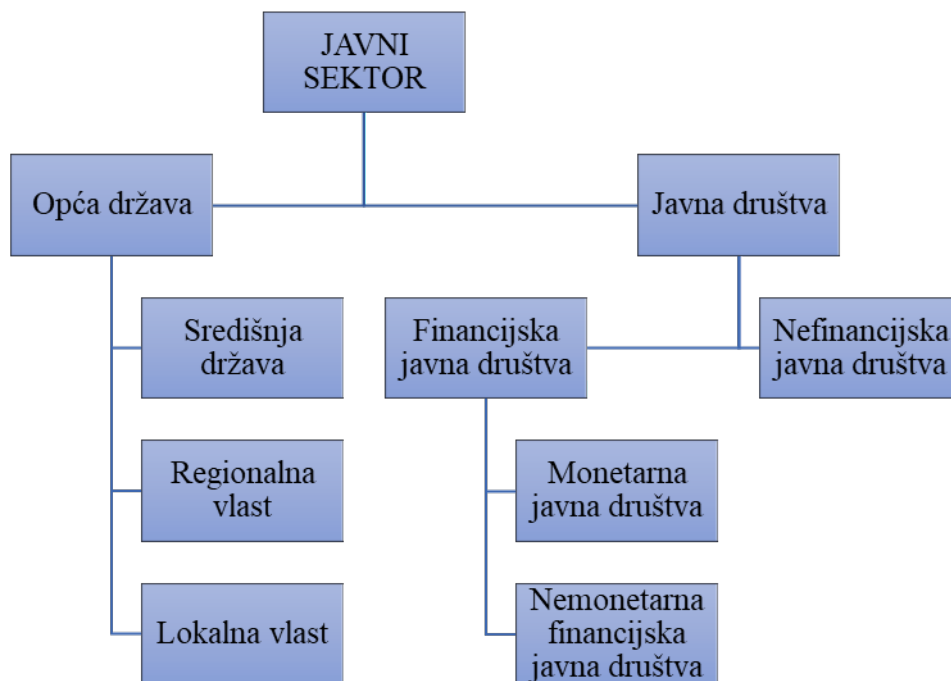 JAVNI
SEKTOR
Opća država
Javna društva
Središnja
država
Financijska
javna društva
Nefinancijska
javna društva
Regionalna
vlast
Monetarna
javna društva
Lokalna vlast
Nemonetarna
financijska
javna društva